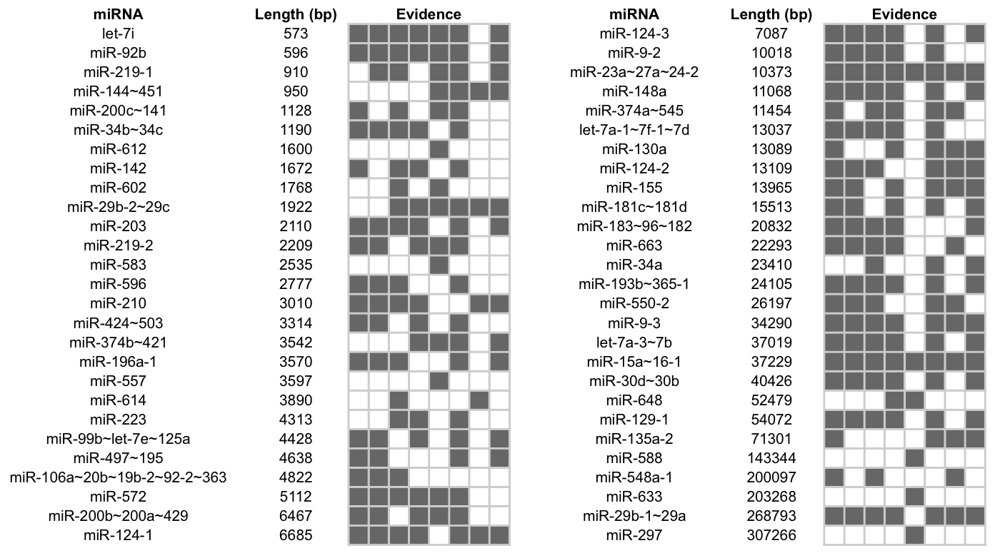 miRNA Length (bp) Evidence
let-7i 573
miR-92b 596
miR-219-1 910
miR-144~451 950
miR-200c~141 1128
miR-34b~34c 1190
miR-612 1600
miR-142 1672
miR-602 1768
miR-29b-2~29c 1922
miR-203 2110
miR-219-2 2209
miR-583 2535
miR-596 2777
miR-210 3010
miR-424~503 3314
miR-374b~421 3542
miR-196a-1 3570
miR-557 3597
miR-614 3890
miR-223 4313
miR-99b~let-7e~125a 4428
miR-497~195 4638
miR-106a~20b~19b-2~92-2~363 4822
miR-572 5112
miR-200b~200a~429 6467
miR-124-1 6685
miRNA Length (bp) Evidence
miR-124-3 7087
miR-9-2 10018
miR-23a~27a~24-2 10373
miR-148a 11068
miR-374a~545 11454
let-7a-1~7f-1~7d 13037
miR-130a 13089
miR-124-2 13109
miR-155 13965
miR-181c~181d 15513
miR-183~96~182 20832
miR-663 22293
miR-34a 23410
miR-193b~365-1 24105
miR-550-2 26197
miR-9-3 34290
let-7a-3~7b 37019
miR-15a~16-1 37229
miR-30d~30b 40426
miR-648 52479
miR-129-1 54072
miR-135a-2 71301
miR-588 143344
miR-548a-1 200097
miR-633 203268
miR-29b-1~29a 268793
miR-297 307266